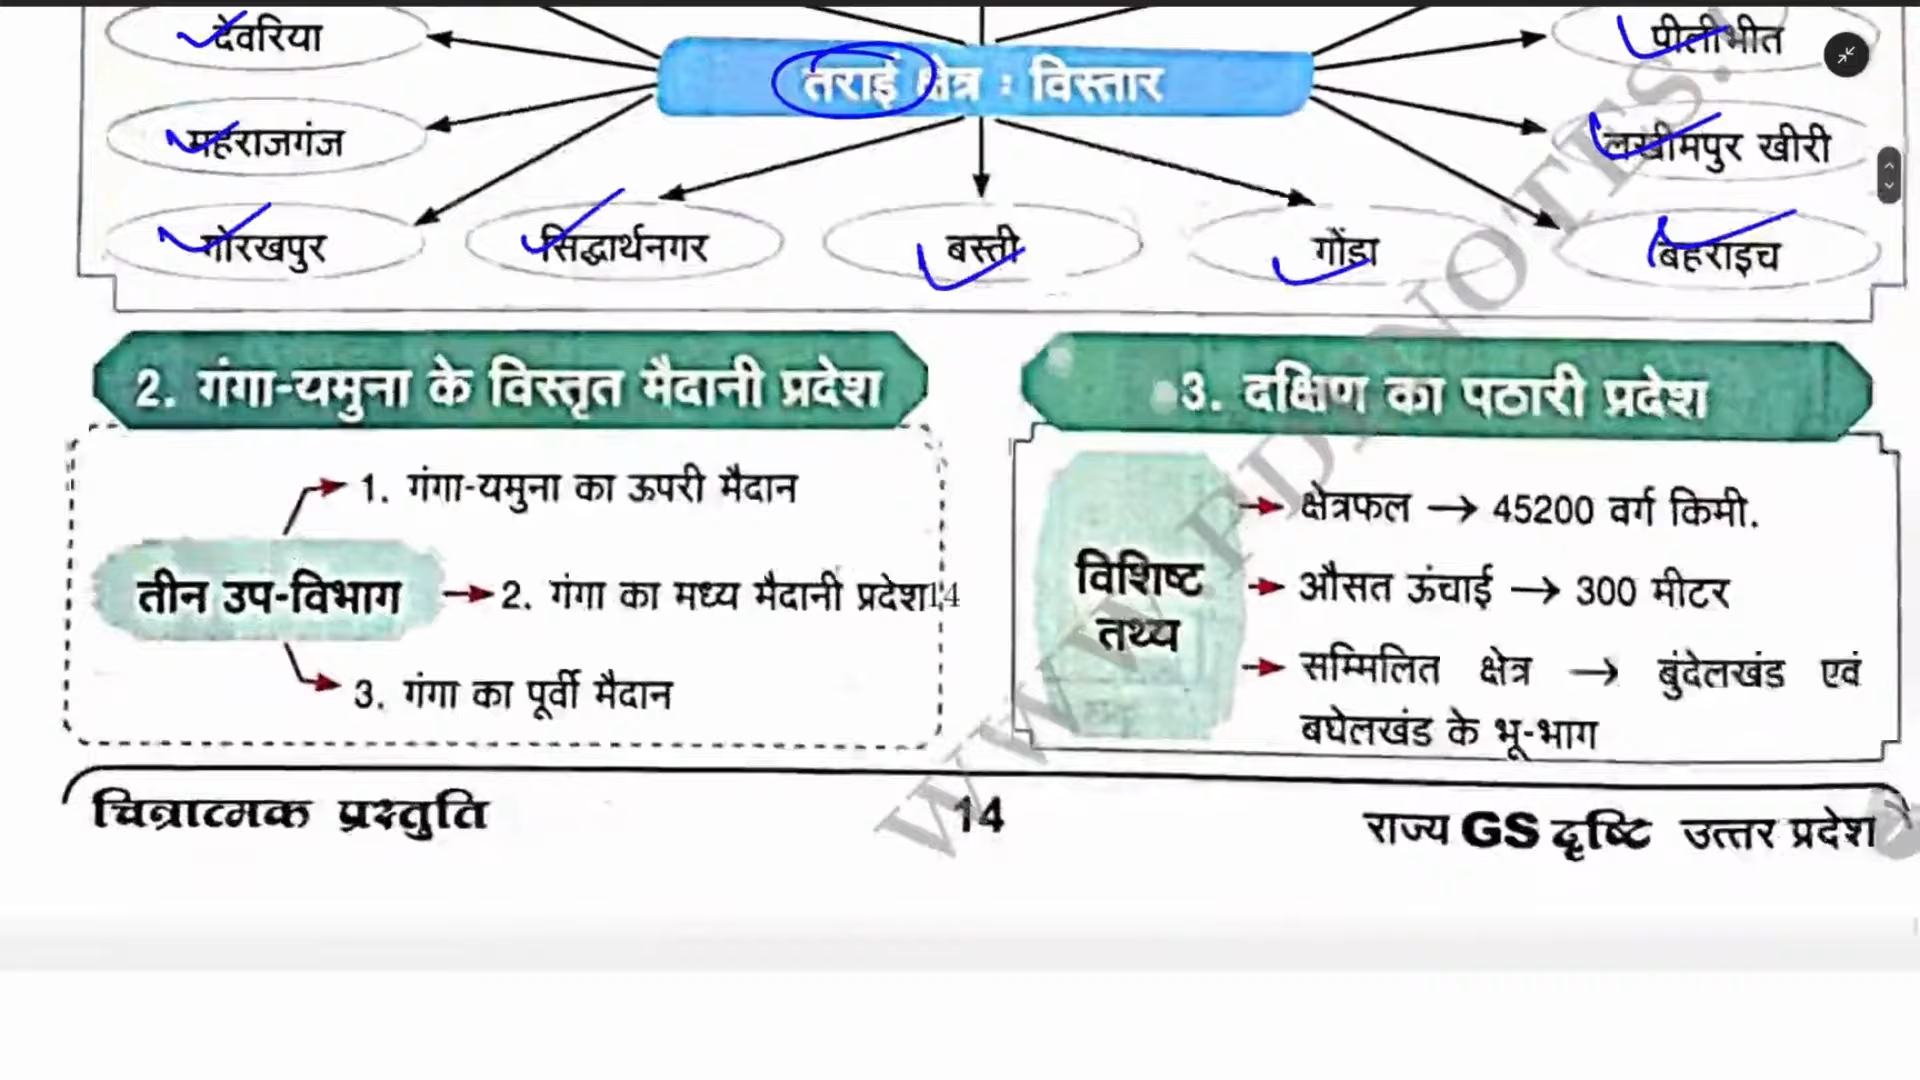 देवरिया
पीलीभीत
तराई क्षेत्र : विस्तार
महराजगंज
लखीमपुर खीरी
गोरखपुर
सिद्धार्थनगर
बस्ती
गोंडा
बहराइच
2. गंगा-यमुना के विस्तृत मैदानी प्रदेश
1. गंगा-यमुना का ऊपरी मैदान
तीन उप-विभाग
2. गंगा का मध्य मैदानी प्रदेश14
3. गंगा का पूर्वी मैदान
3. दक्षिण का पठारी प्रदेश
विशिष्ट
तथ्य
क्षेत्रफल → 45200 वर्ग किमी.
औसत ऊंचाई → 300 मीटर
सम्मिलित क्षेत्र → बुंदेलखंड एवं
बघेलखंड के भू-भाग
चित्रात्मक प्रस्तुति
14
राज्य GS दृष्टि उत्तर प्रदेश